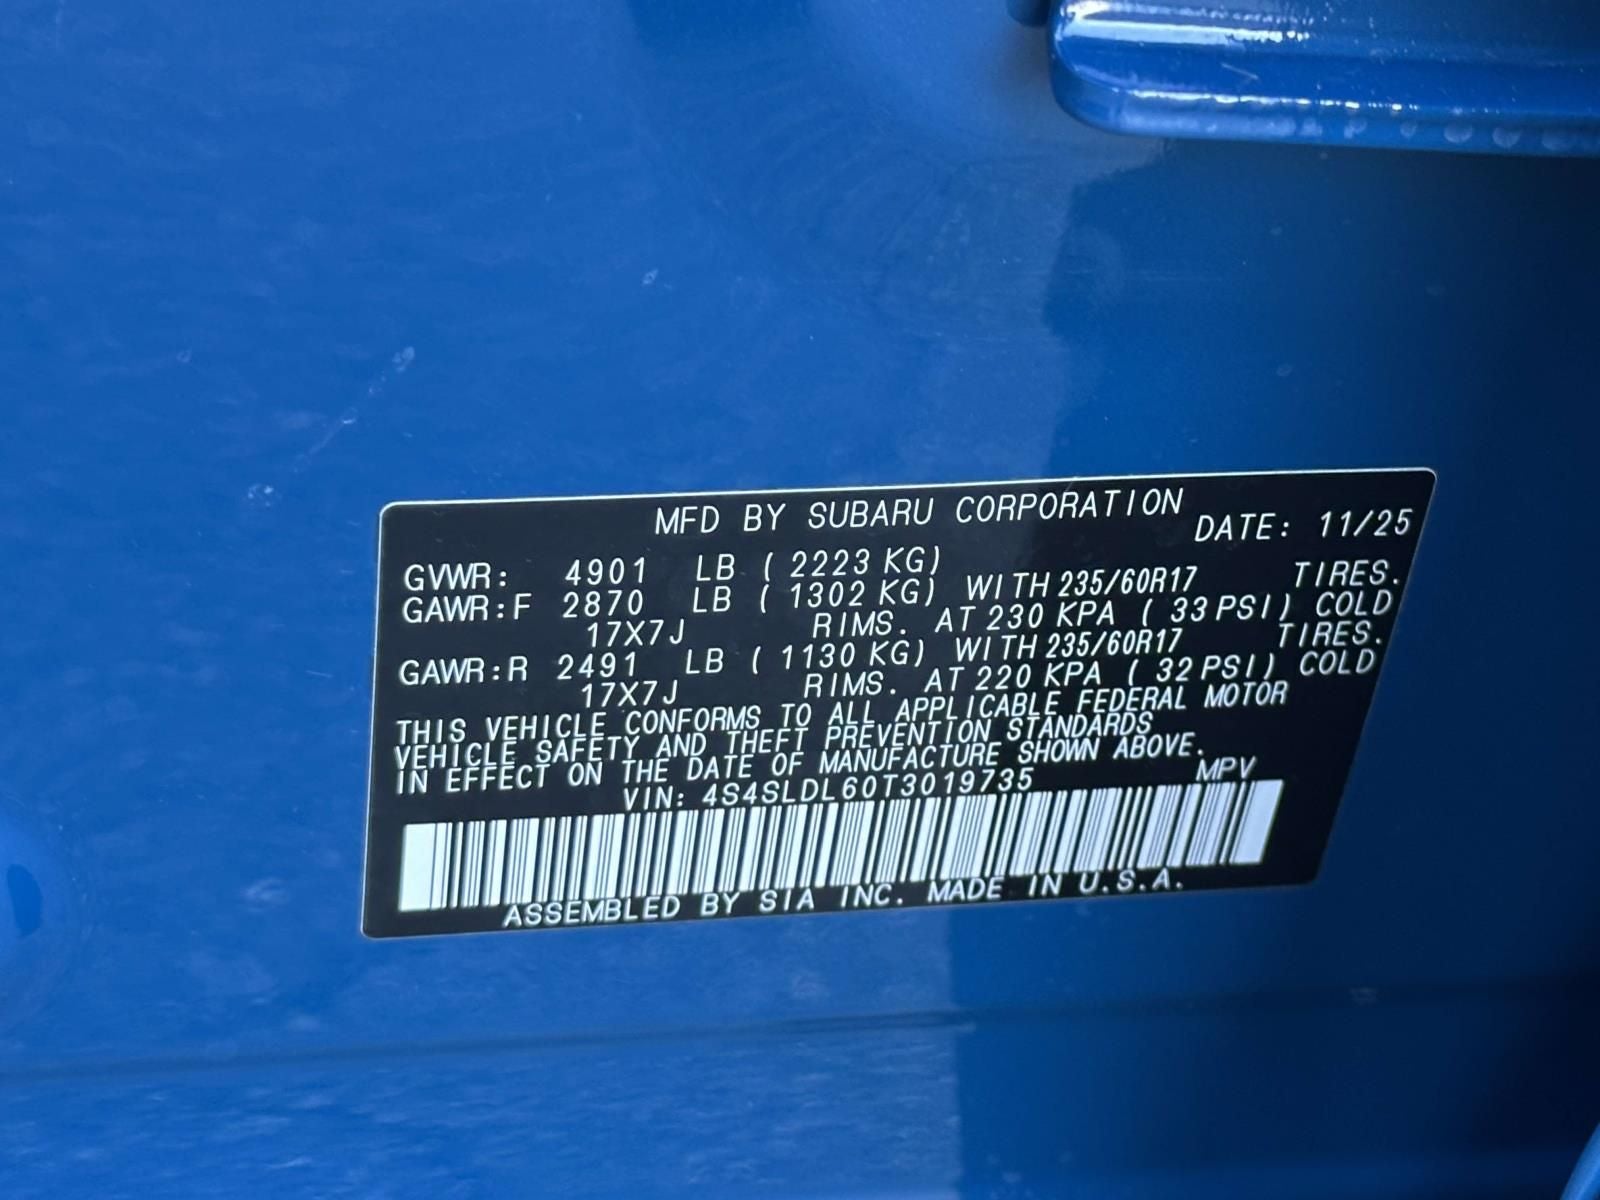 MFD BY SUBARU CORPORATION DATE: 11/25
GVWR: 4901 LB ( 2223 KG)
GAWR:F 2870 LB ( 1302 KG) WITH 235/60R17 TIRES.
17X7J RIMS. AT 230 KPA ( 33 PSI) COLD
GAWR:R 2491 LB ( 1130 KG) WITH 235/60R17 TIRES.
17X7J RIMS. AT 220 KPA ( 32 PSI) COLD
THIS VEHICLE CONFORMS TO ALL APPLICABLE FEDERAL MOTOR
VEHICLE SAFETY AND THEFT PREVENTION STANDARDS
IN EFFECT ON THE DATE OF MANUFACTURE SHOWN ABOVE.
VIN: 4S4SLDL60T3019735 MPV
ASSEMBLED BY SIA INC. MADE IN U.S.A.